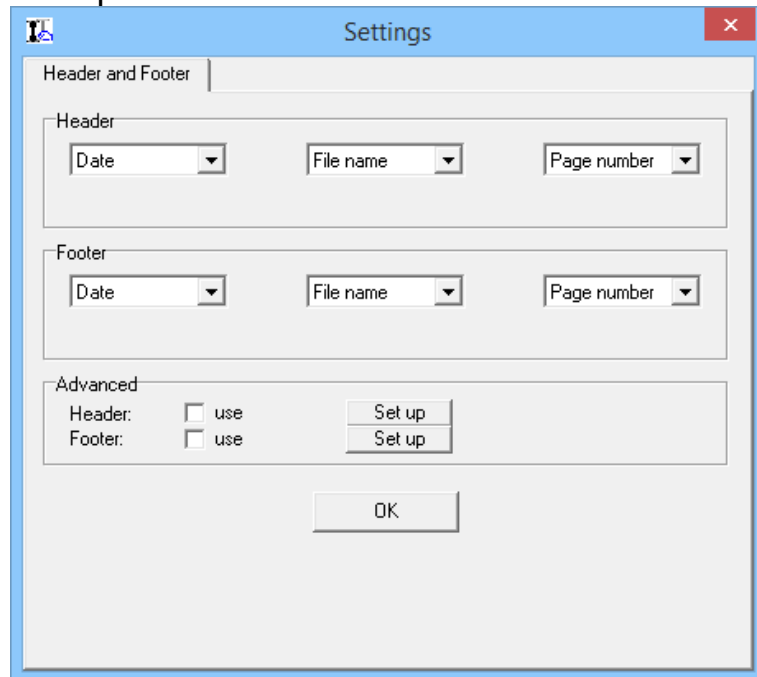 Settings
Header and Footer
Header
Date File name Page number
Footer
Date File name Page number
Advanced
Header: use Set up
Footer: use Set up
OK